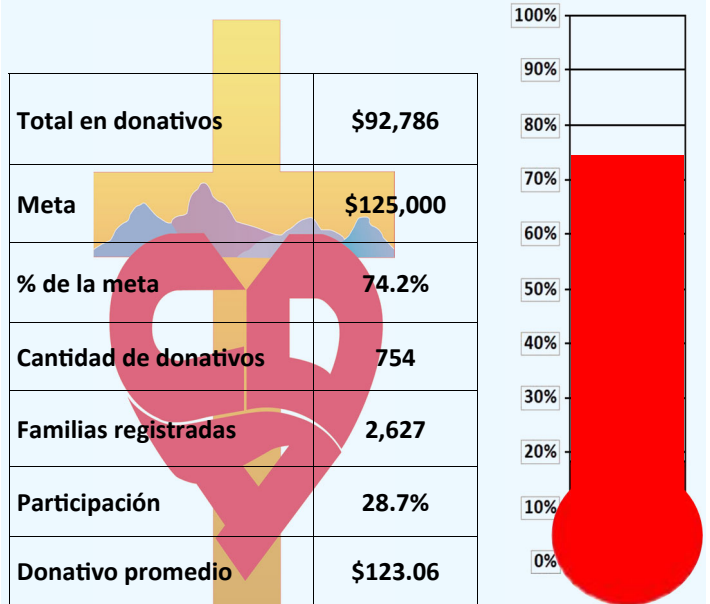 Total en donativos $92,786
Meta $125,000
% de la meta 74.2%
Cantidad de donativos 754
Familias registradas 2,627
Participación 28.7%
Donativo promedio $123.06
100%
90%
80%
70%
60%
50%
40%
30%
20%
10%
0%